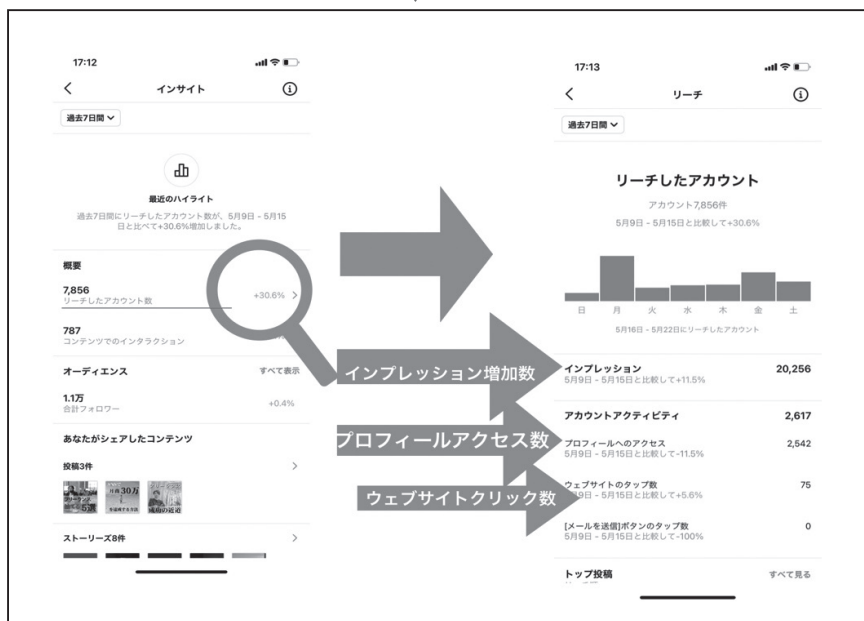 17:12
インサイト
過去7日間
最近のハイライト
過去7日間にリーチしたアカウント数が、5月9日 - 5月15
日と比べて+30.6%増加しました。
概要
7,856
リーチしたアカウント数
+30.6%
787
コンテンツでのインタラクション
オーディエンス
すべて表示
1.1万
合計フォロワー
+0.4%
あなたがシェアしたコンテンツ
投稿3件
5選
月商30万
成功の近道
ストーリーズ8件
インプレッション増加数
プロフィールアクセス数
ウェブサイトクリック数
17:13
リーチ
過去7日間
リーチしたアカウント
アカウント7,856件
5月9日 - 5月15日と比較して+30.6%
日 月 火 水 木 金 土
5月16日 - 5月22日にリーチしたアカウント
インプレッション 20,256
5月9日 - 5月15日と比較して+11.5%
アカウントアクティビティ 2,617
プロフィールへのアクセス 2,542
5月9日 - 5月15日と比較して-11.5%
ウェブサイトのタップ数 75
5月9日 - 5月15日と比較して+5.6%
[メールを送信]ボタンのタップ数 0
5月9日 - 5月15日と比較して-100%
トップ投稿 すべて見る